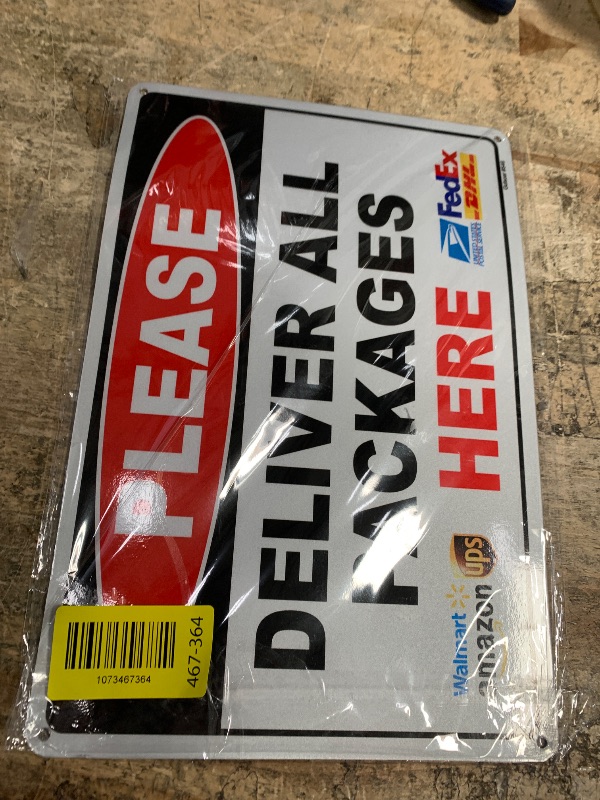 PLEASE
DELIVER ALL
PACKAGES
HERE
Walmart
amazon
ups
FedEx
DHL
UNITED STATES
POSTAL SERVICE
1073467364
467-364